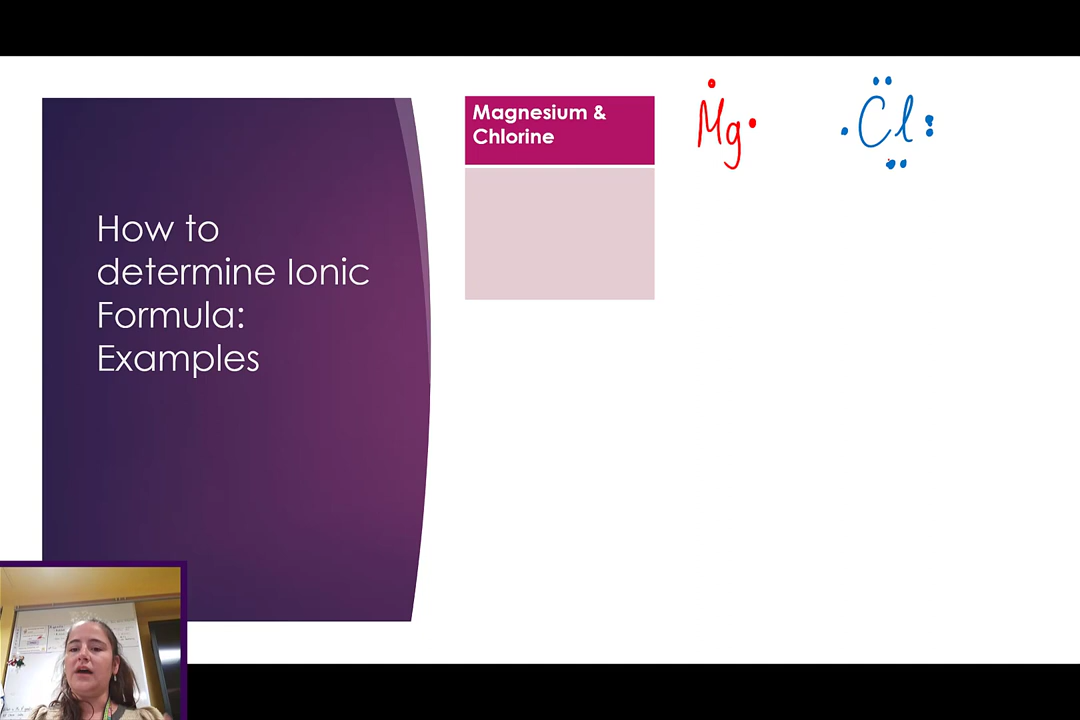 How to
determine Ionic
Formula:
Examples
Magnesium &
Chlorine
Mg
Cl